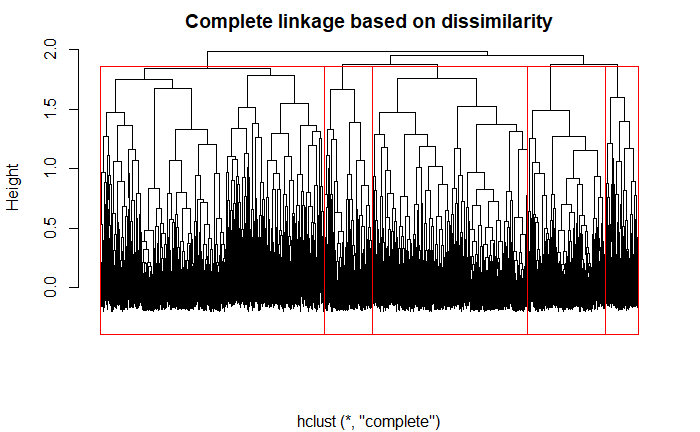 Complete linkage based on dissimilarity
Height
2.0
1.5
1.0
0.5
0.0
hclust (*, "complete")